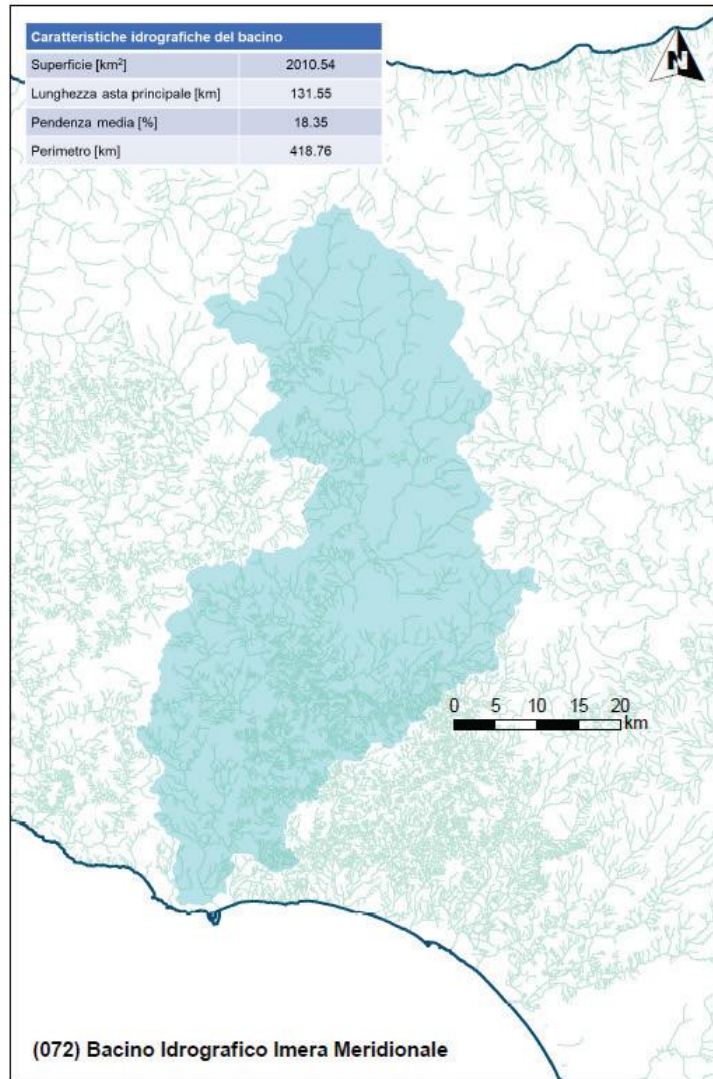 Caratteristiche idrografiche del bacino
Superficie [km²] 2010.54
Lunghezza asta principale [km] 131.55
Pendenza media [%] 18.35
Perimetro [km] 418.76
N
0 5 10 15 20
km
(072) Bacino Idrografico Imera Meridionale